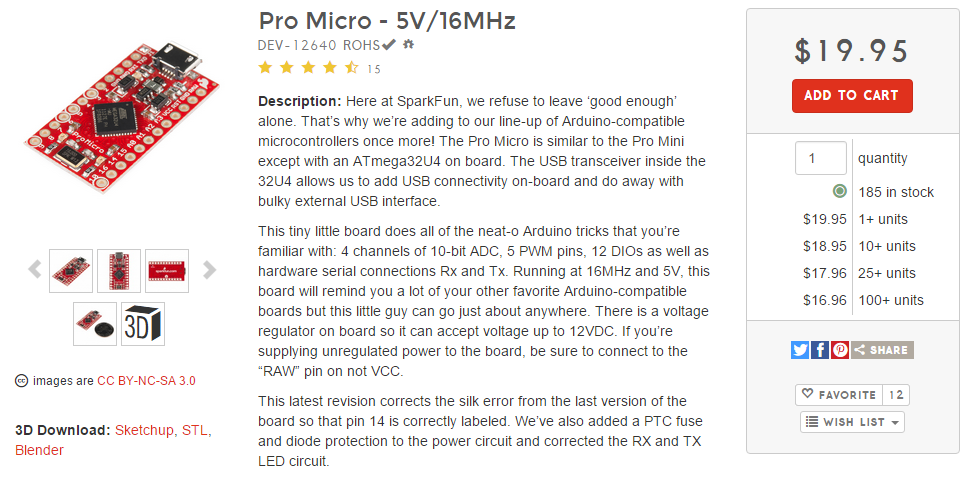 Pro Micro - 5V/16MHz
DEV-12640 ROHS
15
Description: Here at SparkFun, we refuse to leave ‘good enough’
alone. That’s why we’re adding to our line-up of Arduino-compatible
microcontrollers once more! The Pro Micro is similar to the Pro Mini
except with an ATmega32U4 on board. The USB transceiver inside the
32U4 allows us to add USB connectivity on-board and do away with
bulky external USB interface.
This tiny little board does all of the neat-o Arduino tricks that you’re
familiar with: 4 channels of 10-bit ADC, 5 PWM pins, 12 DIOs as well as
hardware serial connections Rx and Tx. Running at 16MHz and 5V, this
board will remind you a lot of your other favorite Arduino-compatible
boards but this little guy can go just about anywhere. There is a voltage
regulator on board so it can accept voltage up to 12VDC. If you’re
supplying unregulated power to the board, be sure to connect to the
“RAW” pin on not VCC.
This latest revision corrects the silk error from the last version of the
board so that pin 14 is correctly labeled. We’ve also added a PTC fuse
and diode protection to the power circuit and corrected the RX and TX
LED circuit.
ProMicro
3D
cc images are CC BY-NC-SA 3.0
3D Download: Sketchup, STL,
Blender
$19.95
ADD TO CART
1 quantity
185 in stock
$19.95 1+ units
$18.95 10+ units
$17.96 25+ units
$16.96 100+ units
SHARE
FAVORITE 12
WISH LIST